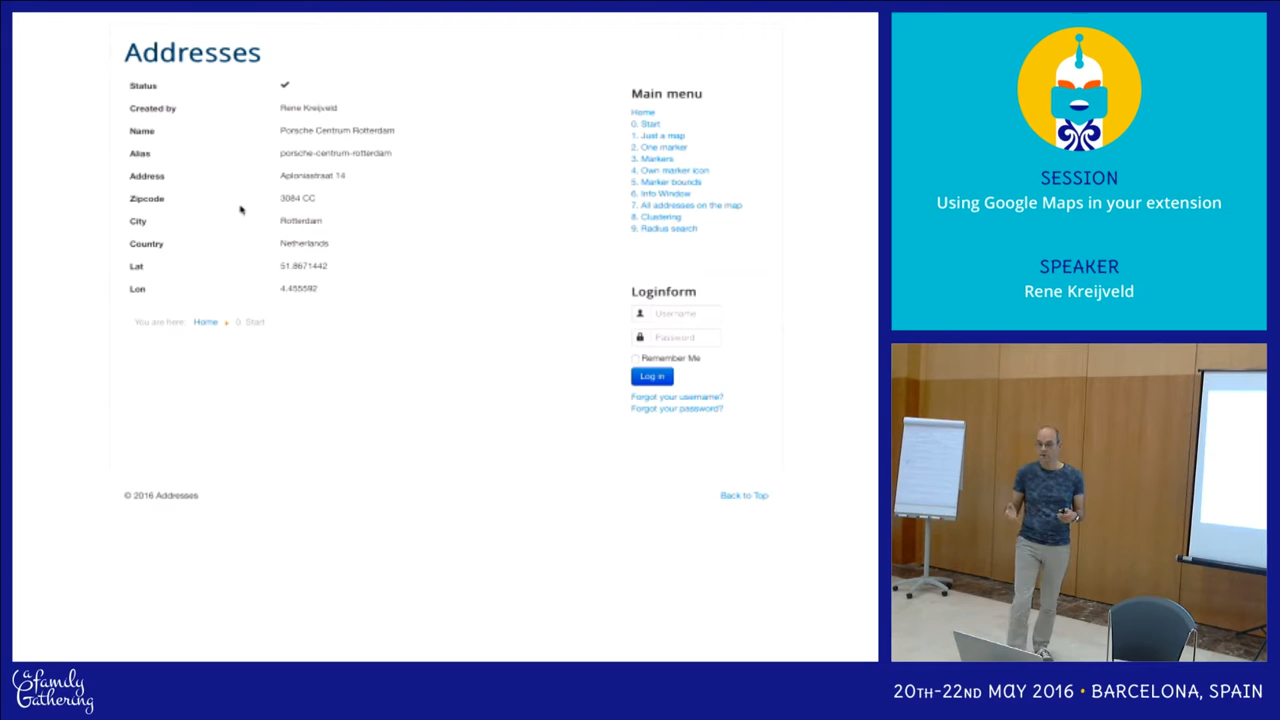 Addresses
Status
Created by Rene Kreijveld
Name Porsche Centrum Rotterdam
Alias porsche-centrum-rotterdam
Address Aploniastraat 14
Zipcode 3084 CC
City Rotterdam
Country Netherlands
Lat 51.8671442
Lon 4.455592
You are here: Home 0. Start
Main menu
Home
0. Start
1. Just a map
2. One marker
3. Markers
4. Own marker icon
5. Marker bounds
6. Info Window
7. All addresses on the map
8. Clustering
9. Radius search
Loginform
Username
Password
Remember Me
Log in
Forgot your username?
Forgot your password?
© 2016 Addresses
Back to Top
SESSION
Using Google Maps in your extension
SPEAKER
Rene Kreijveld
a family
Gathering
20TH-22ND MAY 2016 • BARCELONA, SPAIN